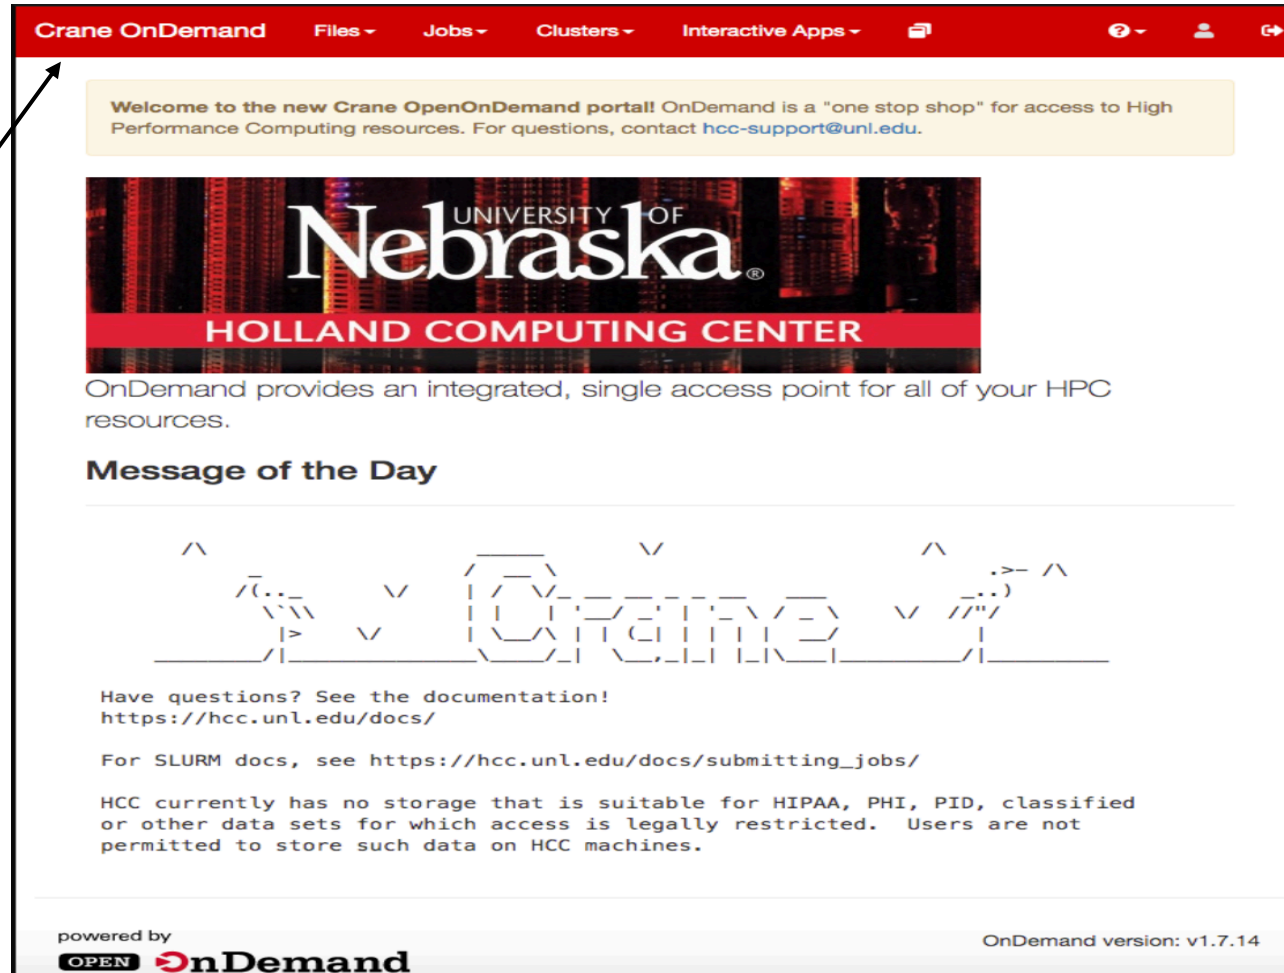 Crane OnDemand Files Jobs Clusters Interactive Apps
Welcome to the new Crane OpenOnDemand portal! OnDemand is a "one stop shop" for access to High
Performance Computing resources. For questions, contact hcc-support@unl.edu.
UNIVERSITY OF
Nebraska®
HOLLAND COMPUTING CENTER
OnDemand provides an integrated, single access point for all of your HPC
resources.
Message of the Day
Crane
Have questions? See the documentation!
https://hcc.unl.edu/docs/
For SLURM docs, see https://hcc.unl.edu/docs/submitting_jobs/
HCC currently has no storage that is suitable for HIPAA, PHI, PID, classified
or other data sets for which access is legally restricted.  Users are not
permitted to store such data on HCC machines.
powered by
OPEN OnDemand
OnDemand version: v1.7.14